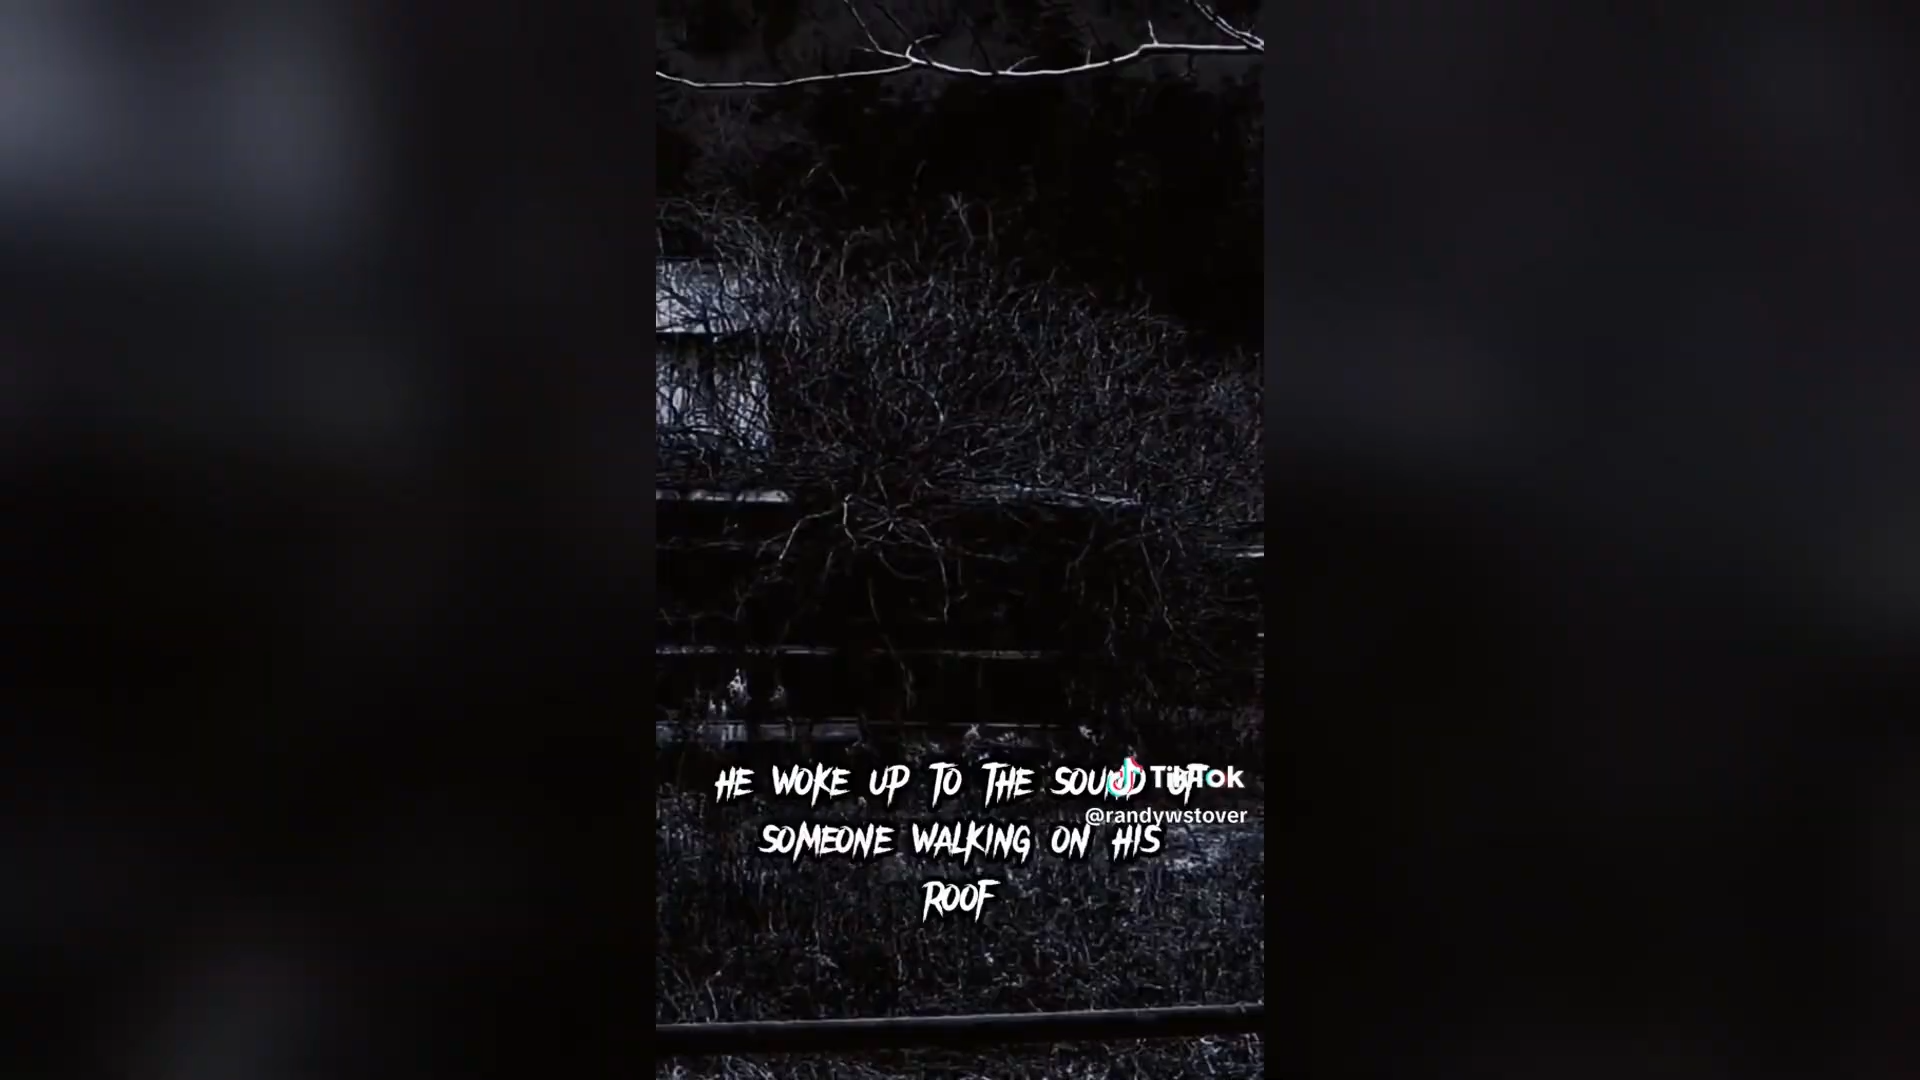 HE WOKE UP TO THE SOUND OF
SOMEONE WALKING ON HIS
ROOF
TikTok
@randywstover